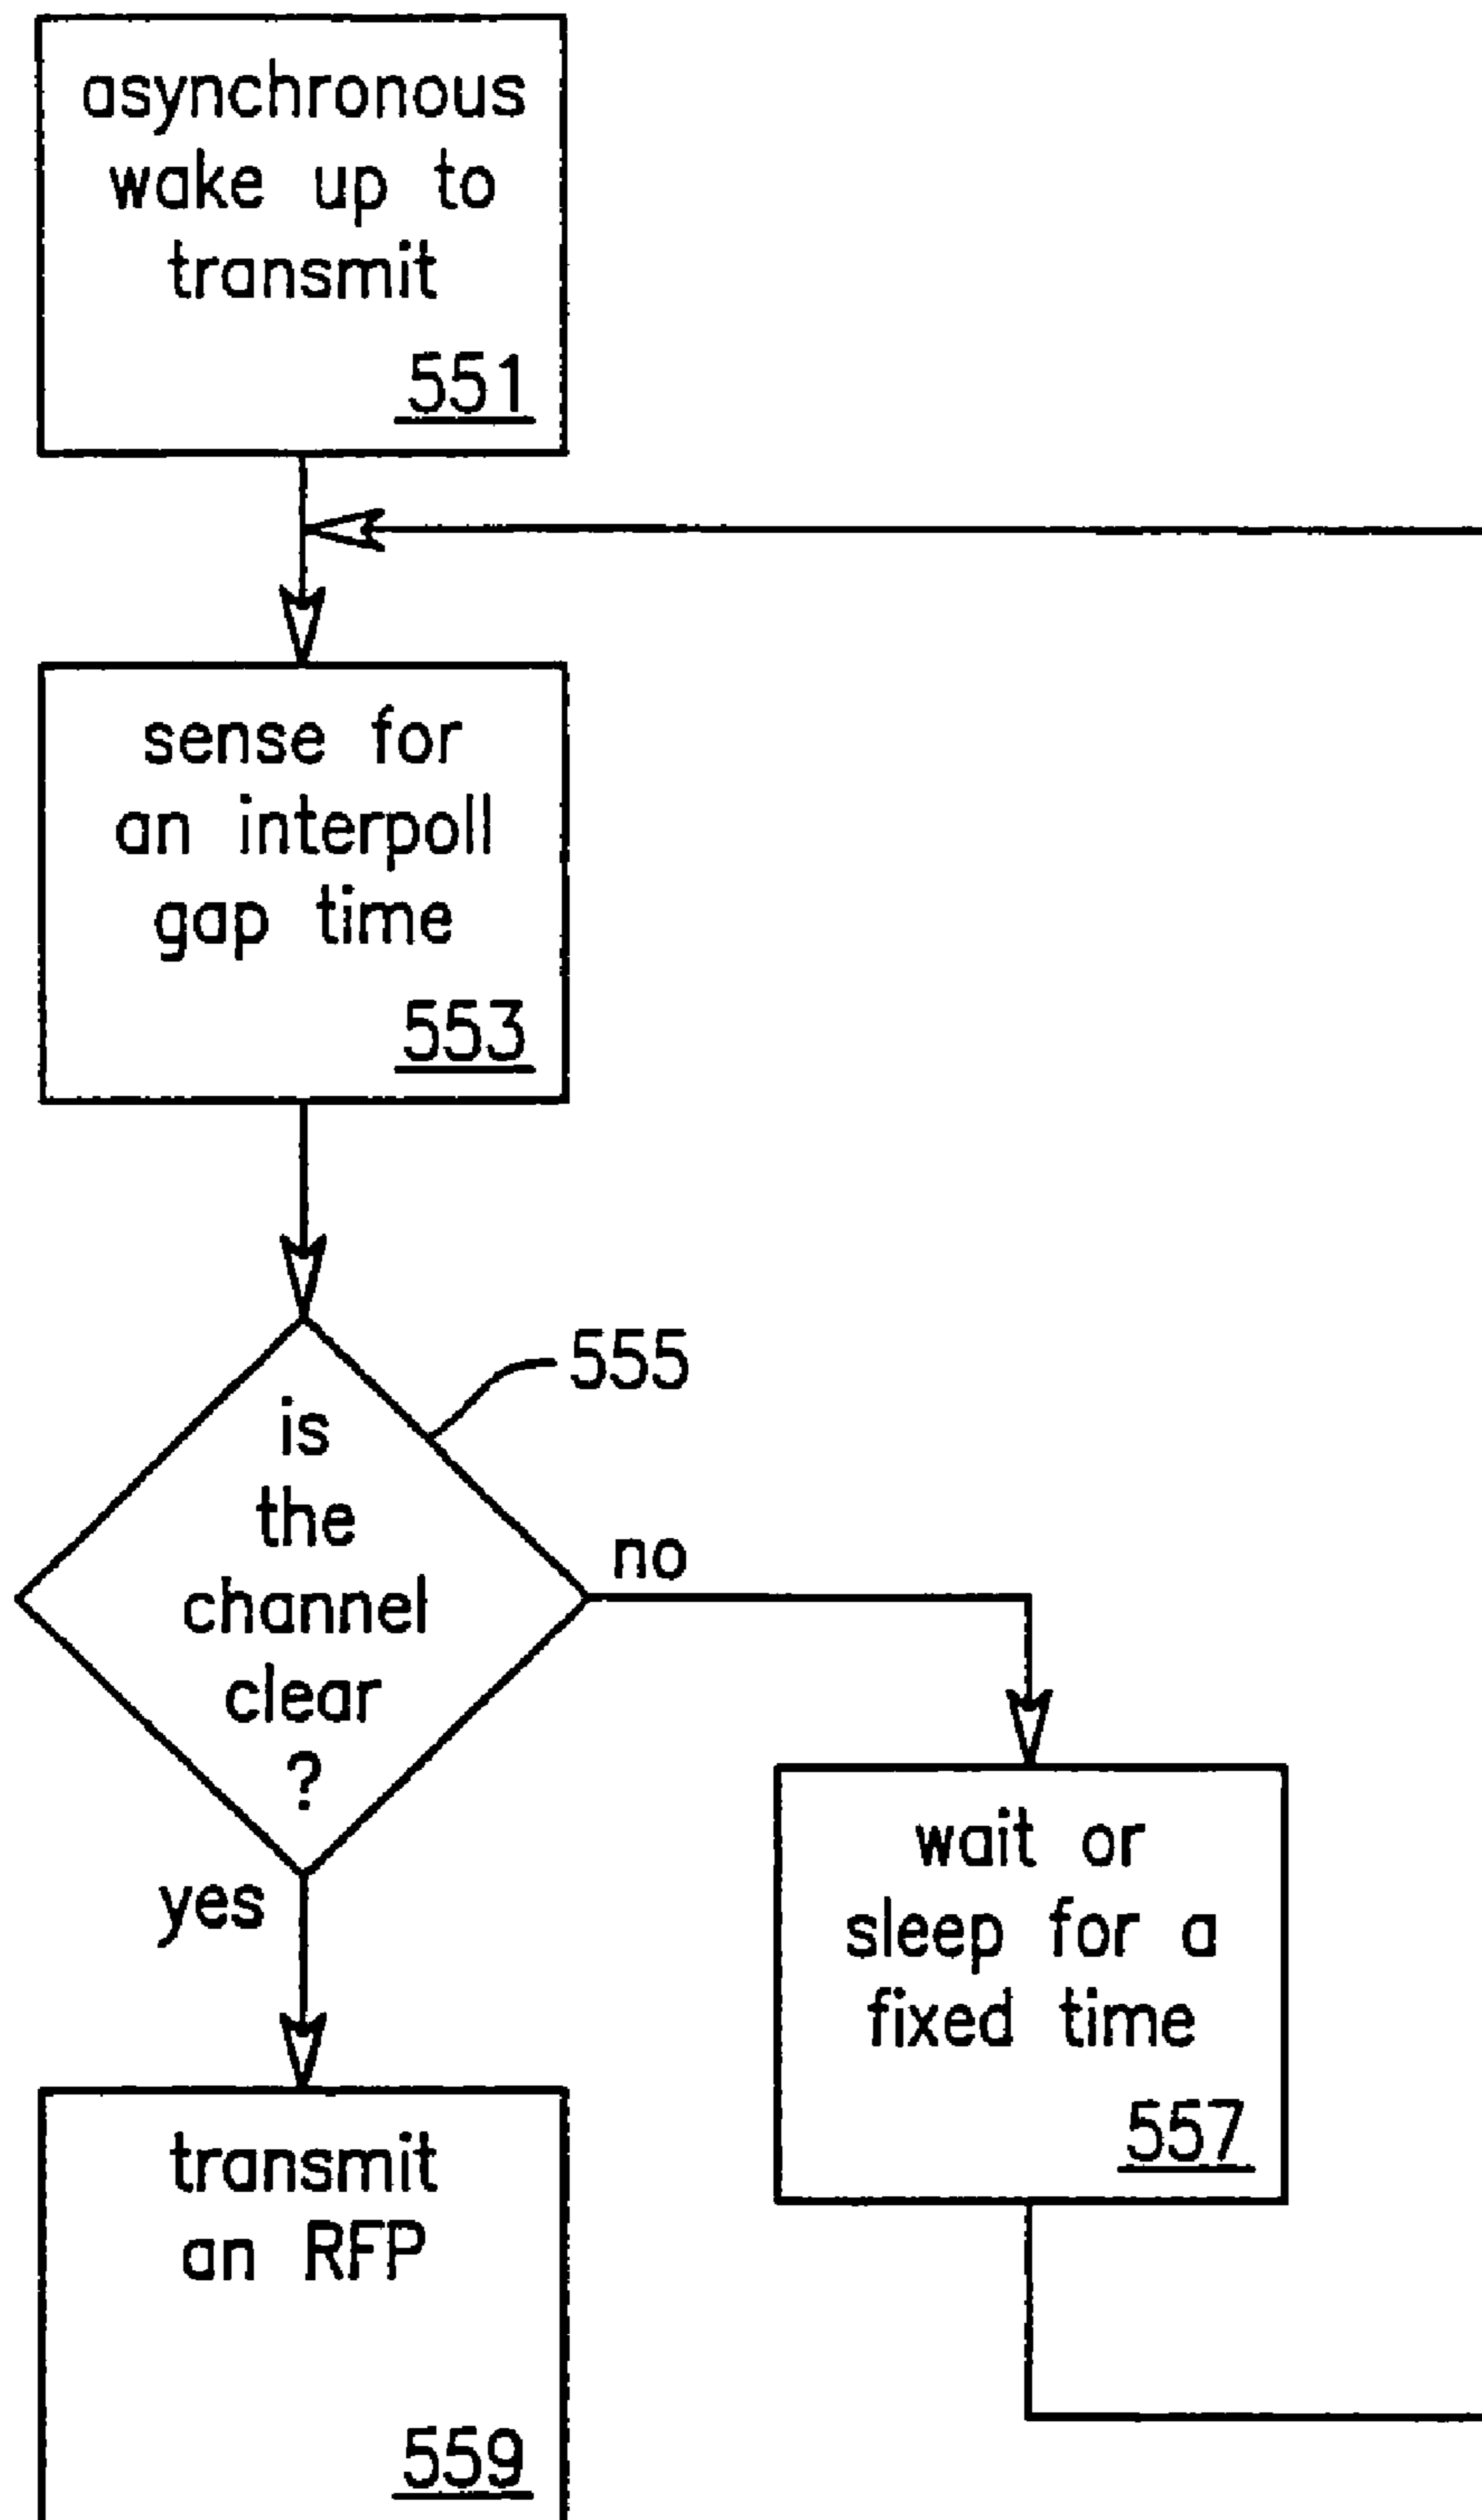 asynchronous
wake up to
transmit
551
sense for
an interpoll
gap time
553
555
is
the
channel
clear
?
no
yes
wait or
sleep for a
fixed time
557
transmit
an RFP
559